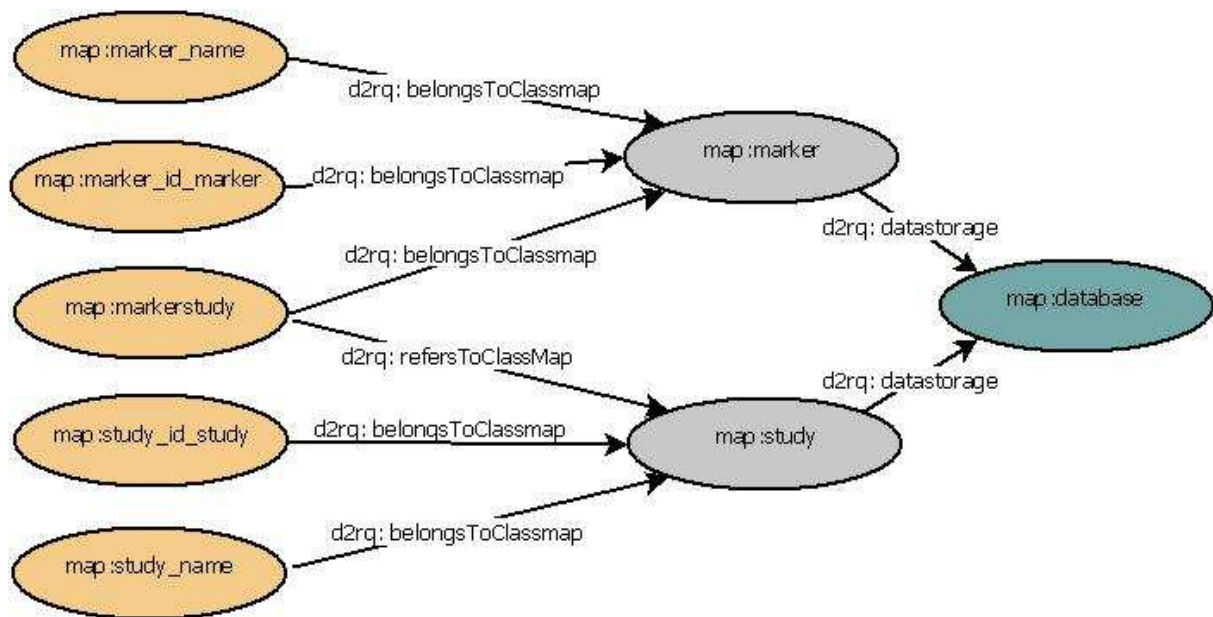 map:marker_name
d2rq: belongsToClassmap
map:marker
map:marker_id_marker
d2rq: belongsToClassmap
d2rq: datastorage
d2rq: belongsToClassmap
map:markerstudy
map:database
d2rq: refersToClassMap
d2rq: datastorage
map:study_id_study
d2rq: belongsToClassmap
map:study
d2rq: belongsToClassmap
map:study_name